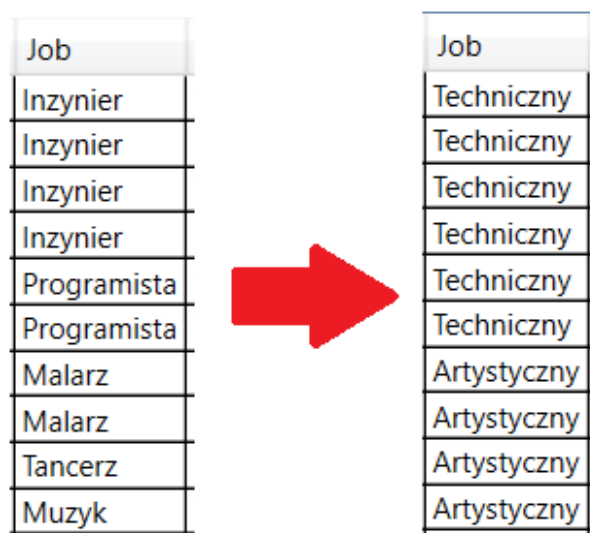 Job
Inzynier
Inzynier
Inzynier
Inzynier
Programista
Programista
Malarz
Malarz
Tancerz
Muzyk
Job
Techniczny
Techniczny
Techniczny
Techniczny
Techniczny
Techniczny
Artystyczny
Artystyczny
Artystyczny
Artystyczny